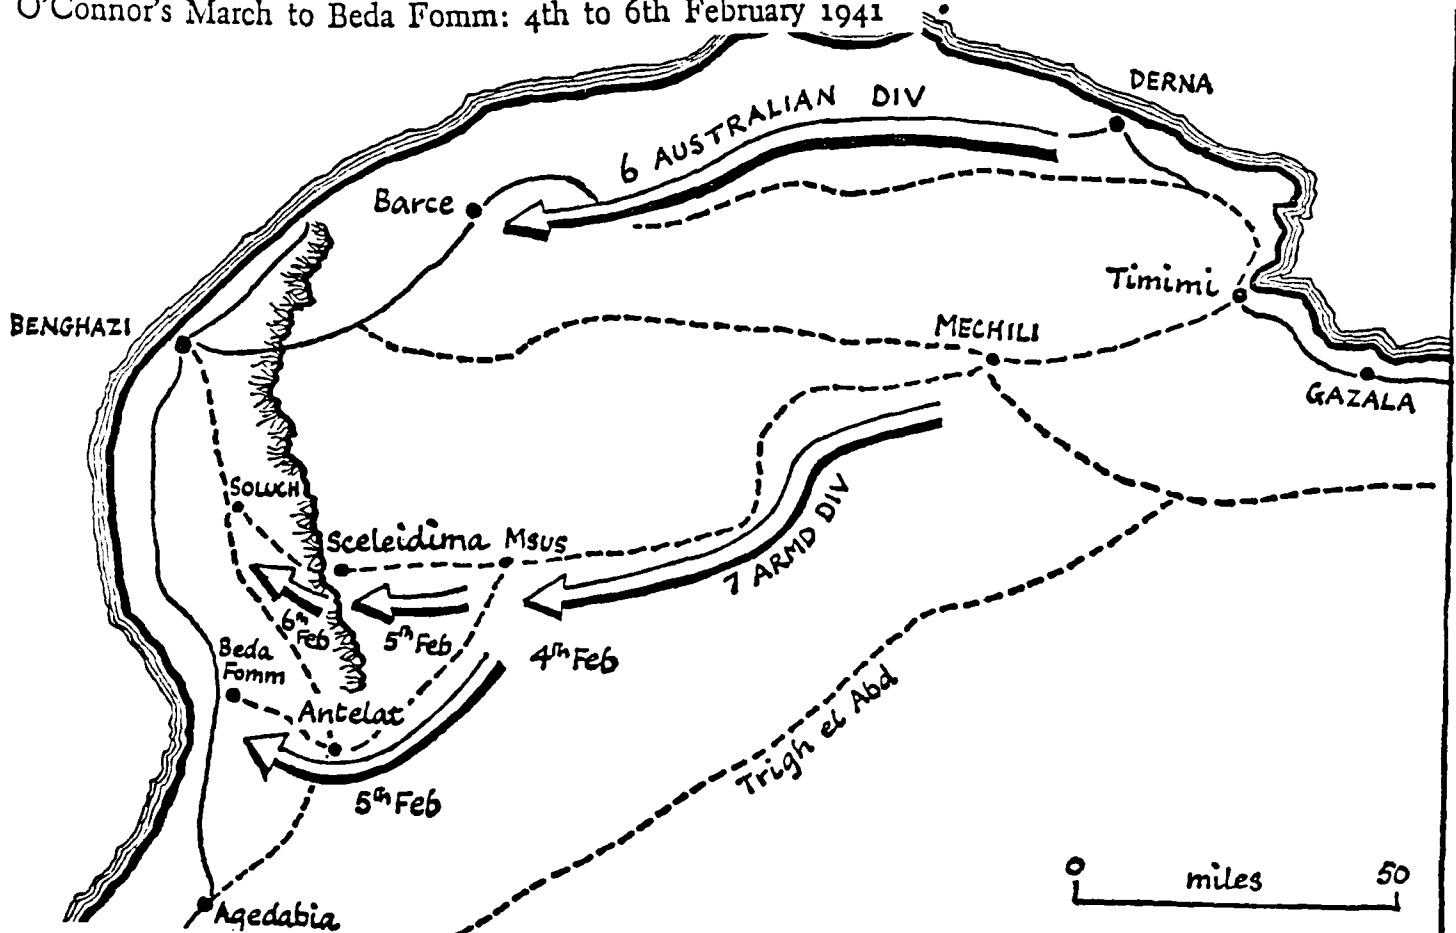 O'Connor's March to Beda Fomm: 4th to 6th February 1941
DERNA
6 AUSTRALIAN DIV
Barce
Timimi
BENGHAZI
MECHILI
GAZALA
SOLUCH
Sceleidima
Msus
7 ARMD DIV
6th Feb
5th Feb
4th Feb
Beda
Fomm
Antelat
Trigh el Abd
5th Feb
0 miles 50
Agedabia